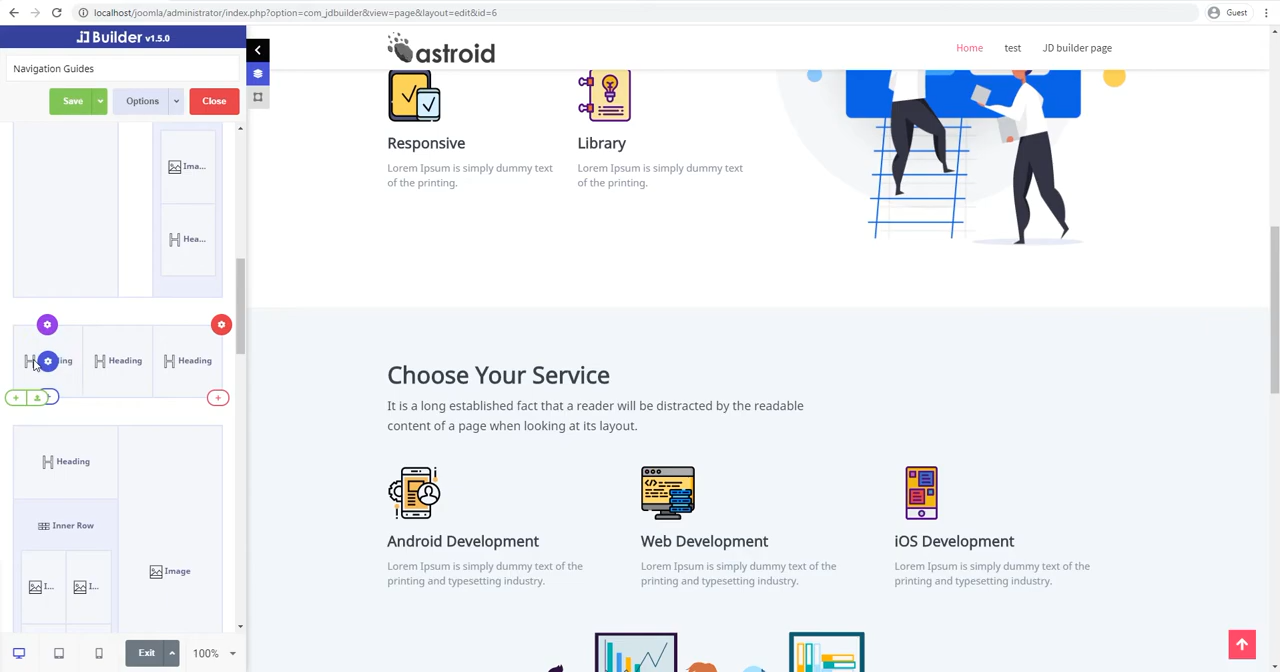 localhost/joomla/administrator/index.php?option=com_jdbuilder&view=page&layout=edit&id=6
Guest
JD Builder v1.5.0
Navigation Guides
Save
Options
Close
Ima...
Hea...
Heading
Heading
Heading
Inner Row
I...
I...
Image
Exit
100%
astroid
Home
test
JD builder page
Responsive
Library
Lorem Ipsum is simply dummy text
of the printing.
Lorem Ipsum is simply dummy text
of the printing.
Choose Your Service
It is a long established fact that a reader will be distracted by the readable
content of a page when looking at its layout.
Android Development
Web Development
iOS Development
Lorem Ipsum is simply dummy text of the
printing and typesetting industry.
Lorem Ipsum is simply dummy text of the
printing and typesetting industry.
Lorem Ipsum is simply dummy text of the
printing and typesetting industry.